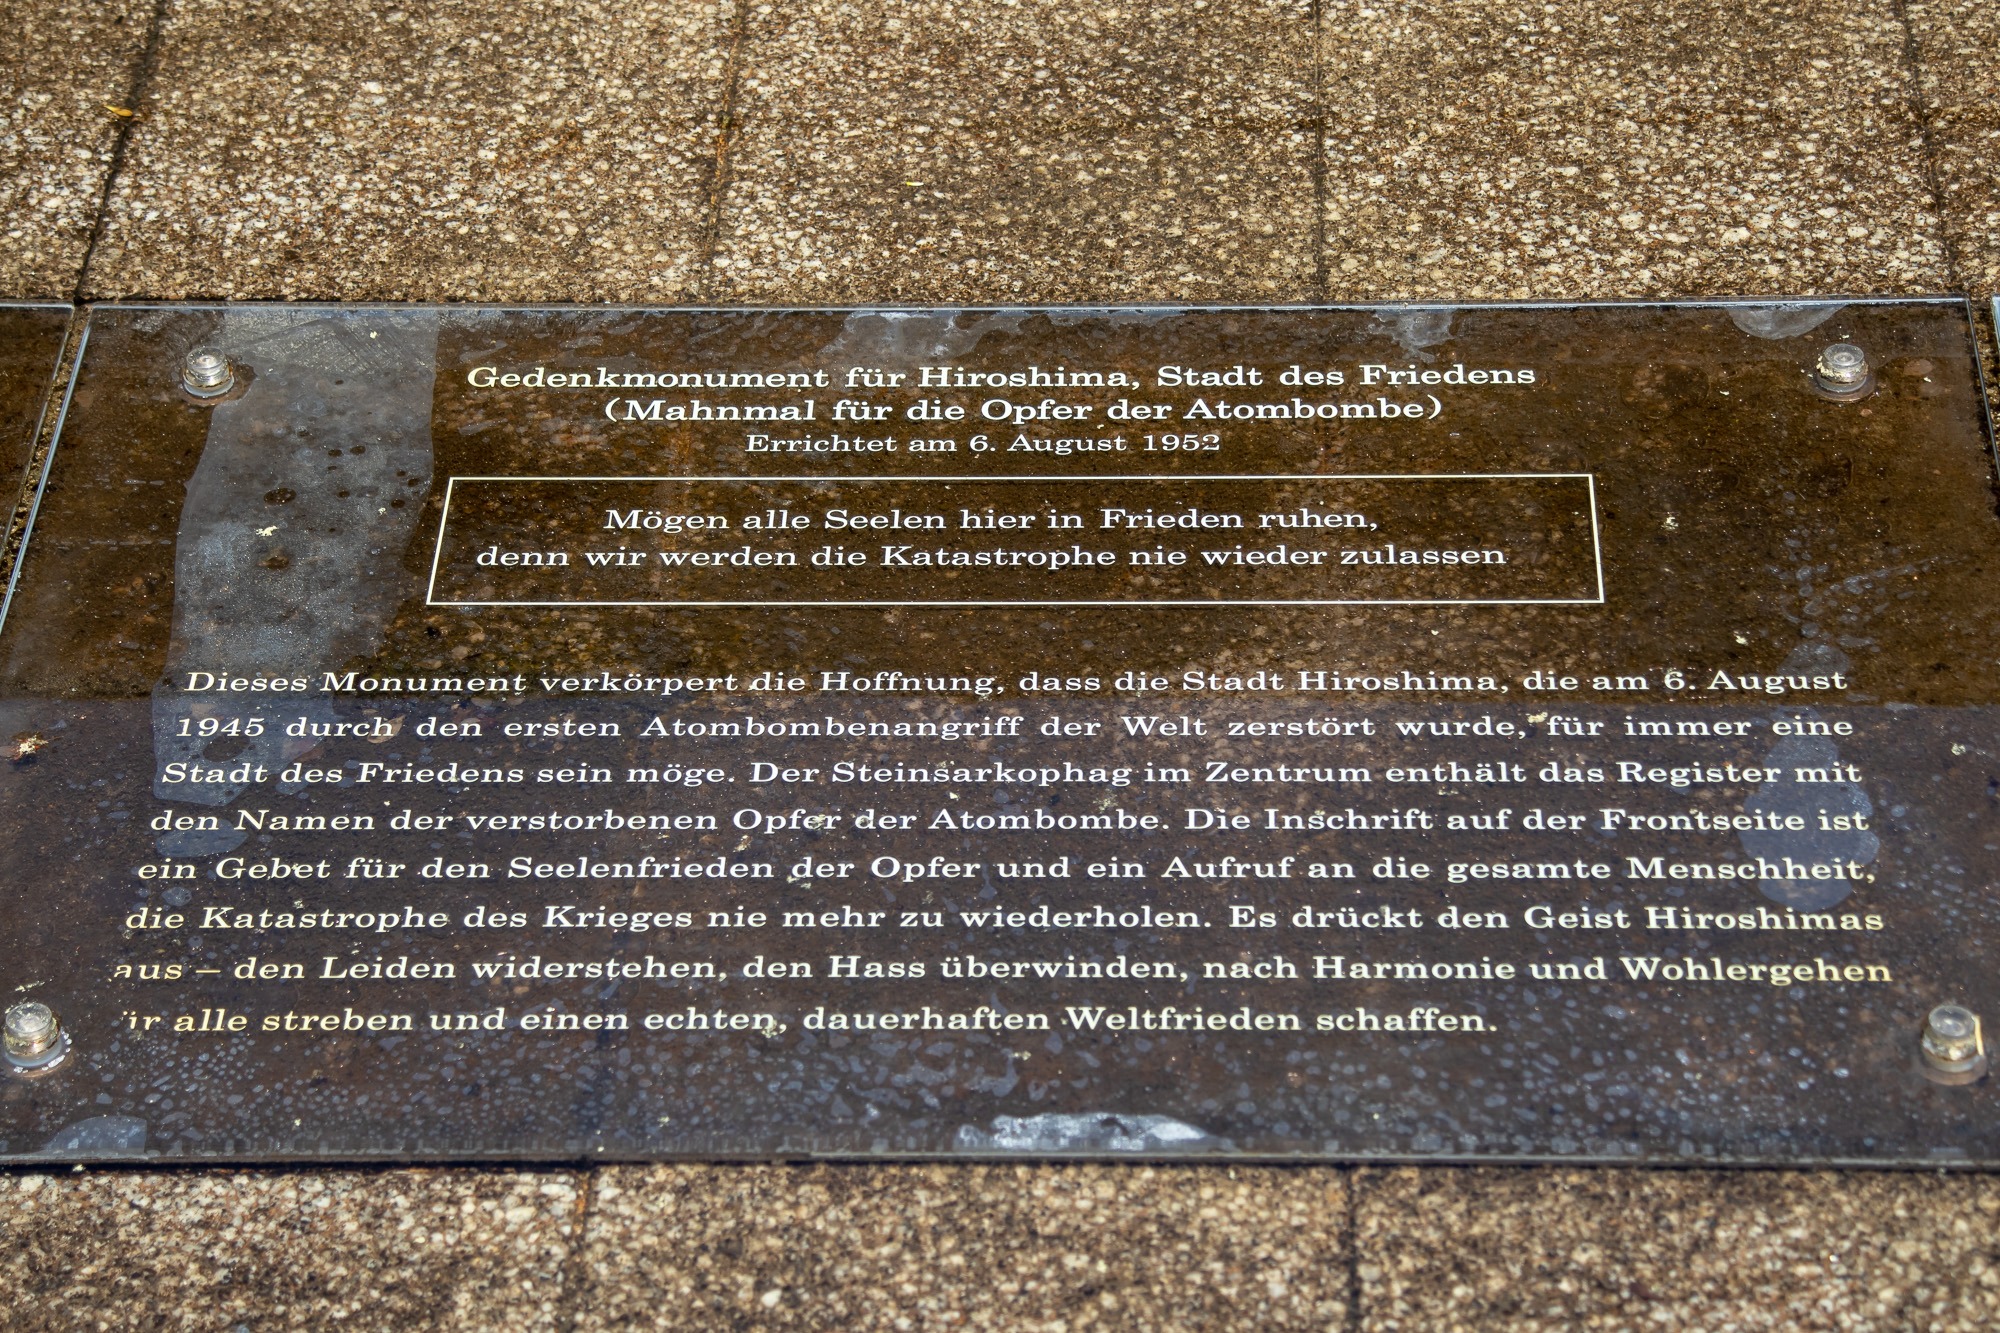 Gedenkmonument für Hiroshima, Stadt des Friedens
(Mahnmal für die Opfer der Atombombe)
Errichtet am 6. August 1952
Mögen alle Seelen hier in Frieden ruhen,
denn wir werden die Katastrophe nie wieder zulassen
Dieses Monument verkörpert die Hoffnung, dass die Stadt Hiroshima, die am 6. August
1945 durch den ersten Atombombenangriff der Welt zerstört wurde, für immer eine
Stadt des Friedens sein möge. Der Steinsarkophag im Zentrum enthält das Register mit
den Namen der verstorbenen Opfer der Atombombe. Die Inschrift auf der Frontseite ist
ein Gebet für den Seelenfrieden der Opfer und ein Aufruf an die gesamte Menschheit,
die Katastrophe des Krieges nie mehr zu wiederholen. Es drückt den Geist Hiroshimas
aus – den Leiden widerstehen, den Hass überwinden, nach Harmonie und Wohlergehen
für alle streben und einen echten, dauerhaften Weltfrieden schaffen.